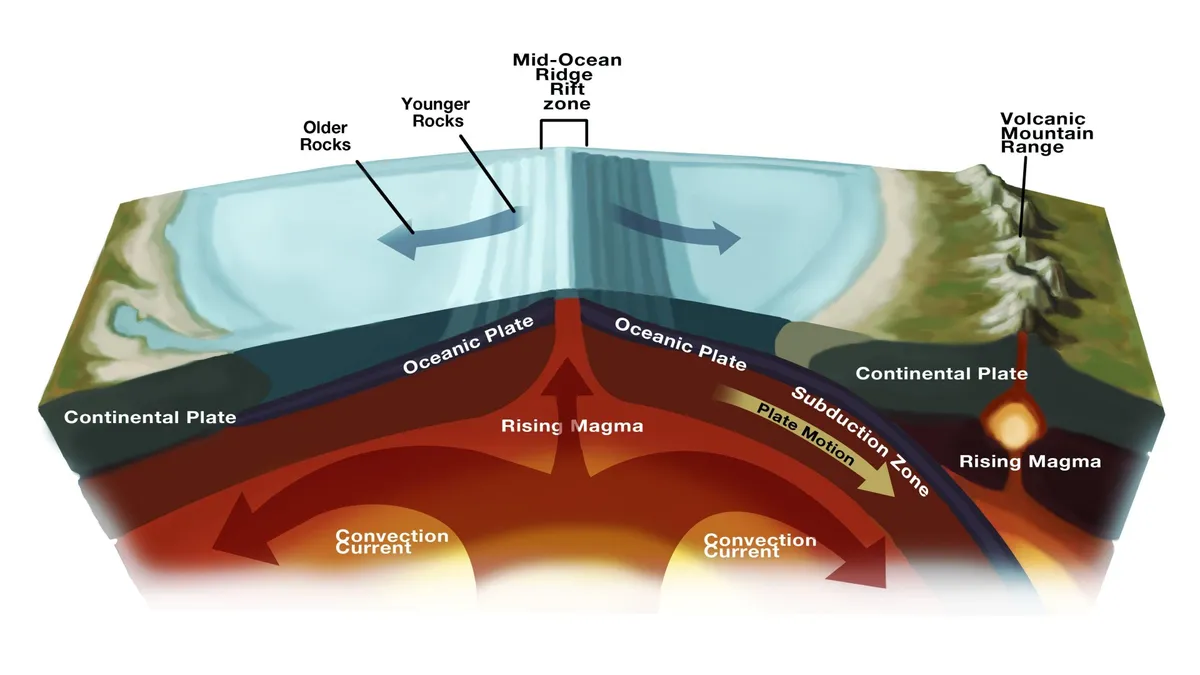 Mid-Ocean
Ridge
Rift
zone
Younger
Rocks
Older
Rocks
Volcanic
Mountain
Range
Oceanic Plate
Oceanic Plate
Continental Plate
Continental Plate
Subduction Zone
Plate Motion
Rising Magma
Rising Magma
Convection
Current
Convection
Current